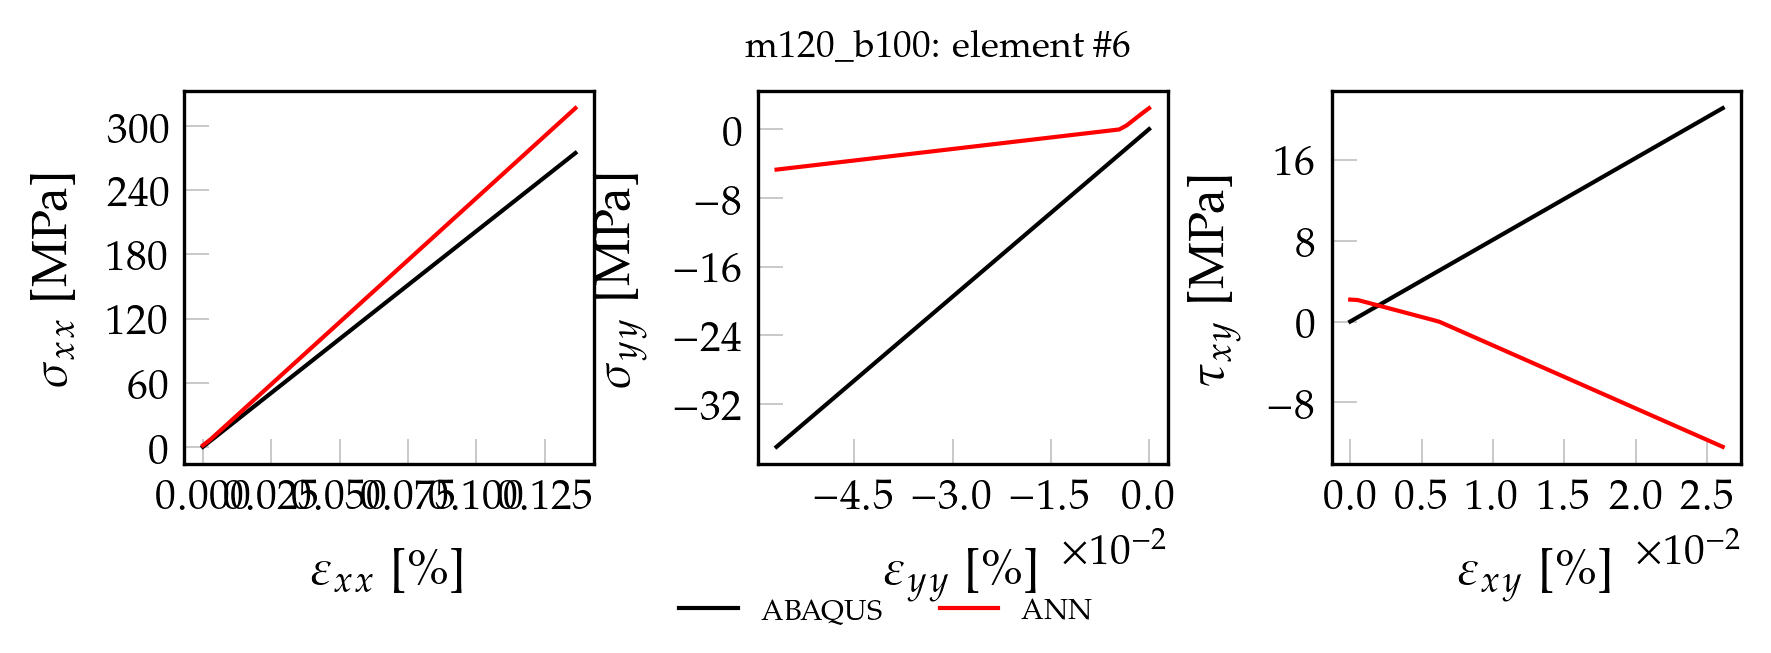 m120_b100: element #6
σxx [MPa]
300
240
180
120
60
0
0.000 0.025 0.050 0.075 0.100 0.125
εxx [%]
σyy [MPa]
0
−8
−16
−24
−32
−4.5 −3.0 −1.5 0.0
×10−2
εyy [%]
τxy [MPa]
16
8
0
−8
0.0 0.5 1.0 1.5 2.0 2.5
×10−2
εxy [%]
ABAQUS ANN